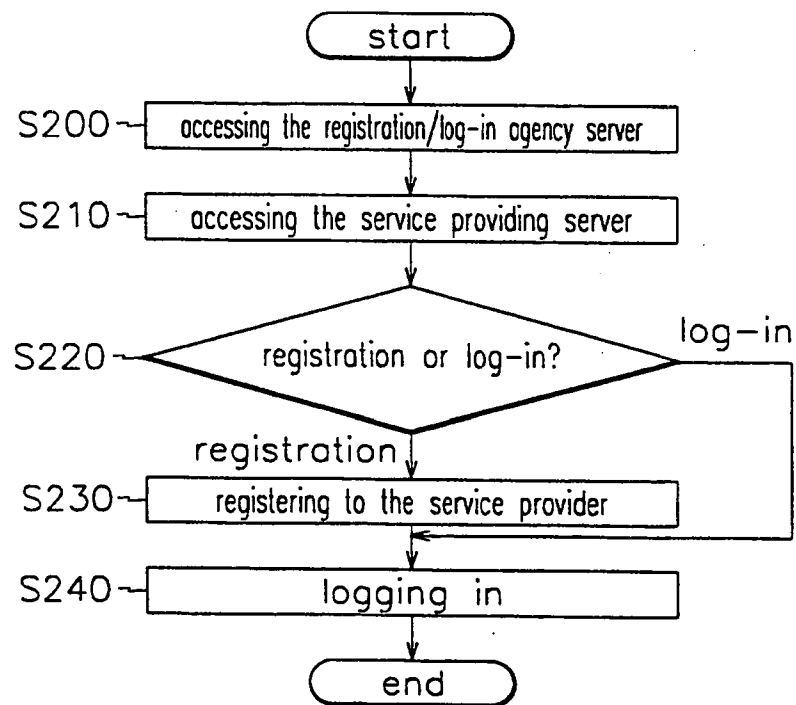 start
S200
accessing the registration/log-in agency server
S210
accessing the service providing server
S220
registration or log-in?
log-in
registration
S230
registering to the service provider
S240
logging in
end